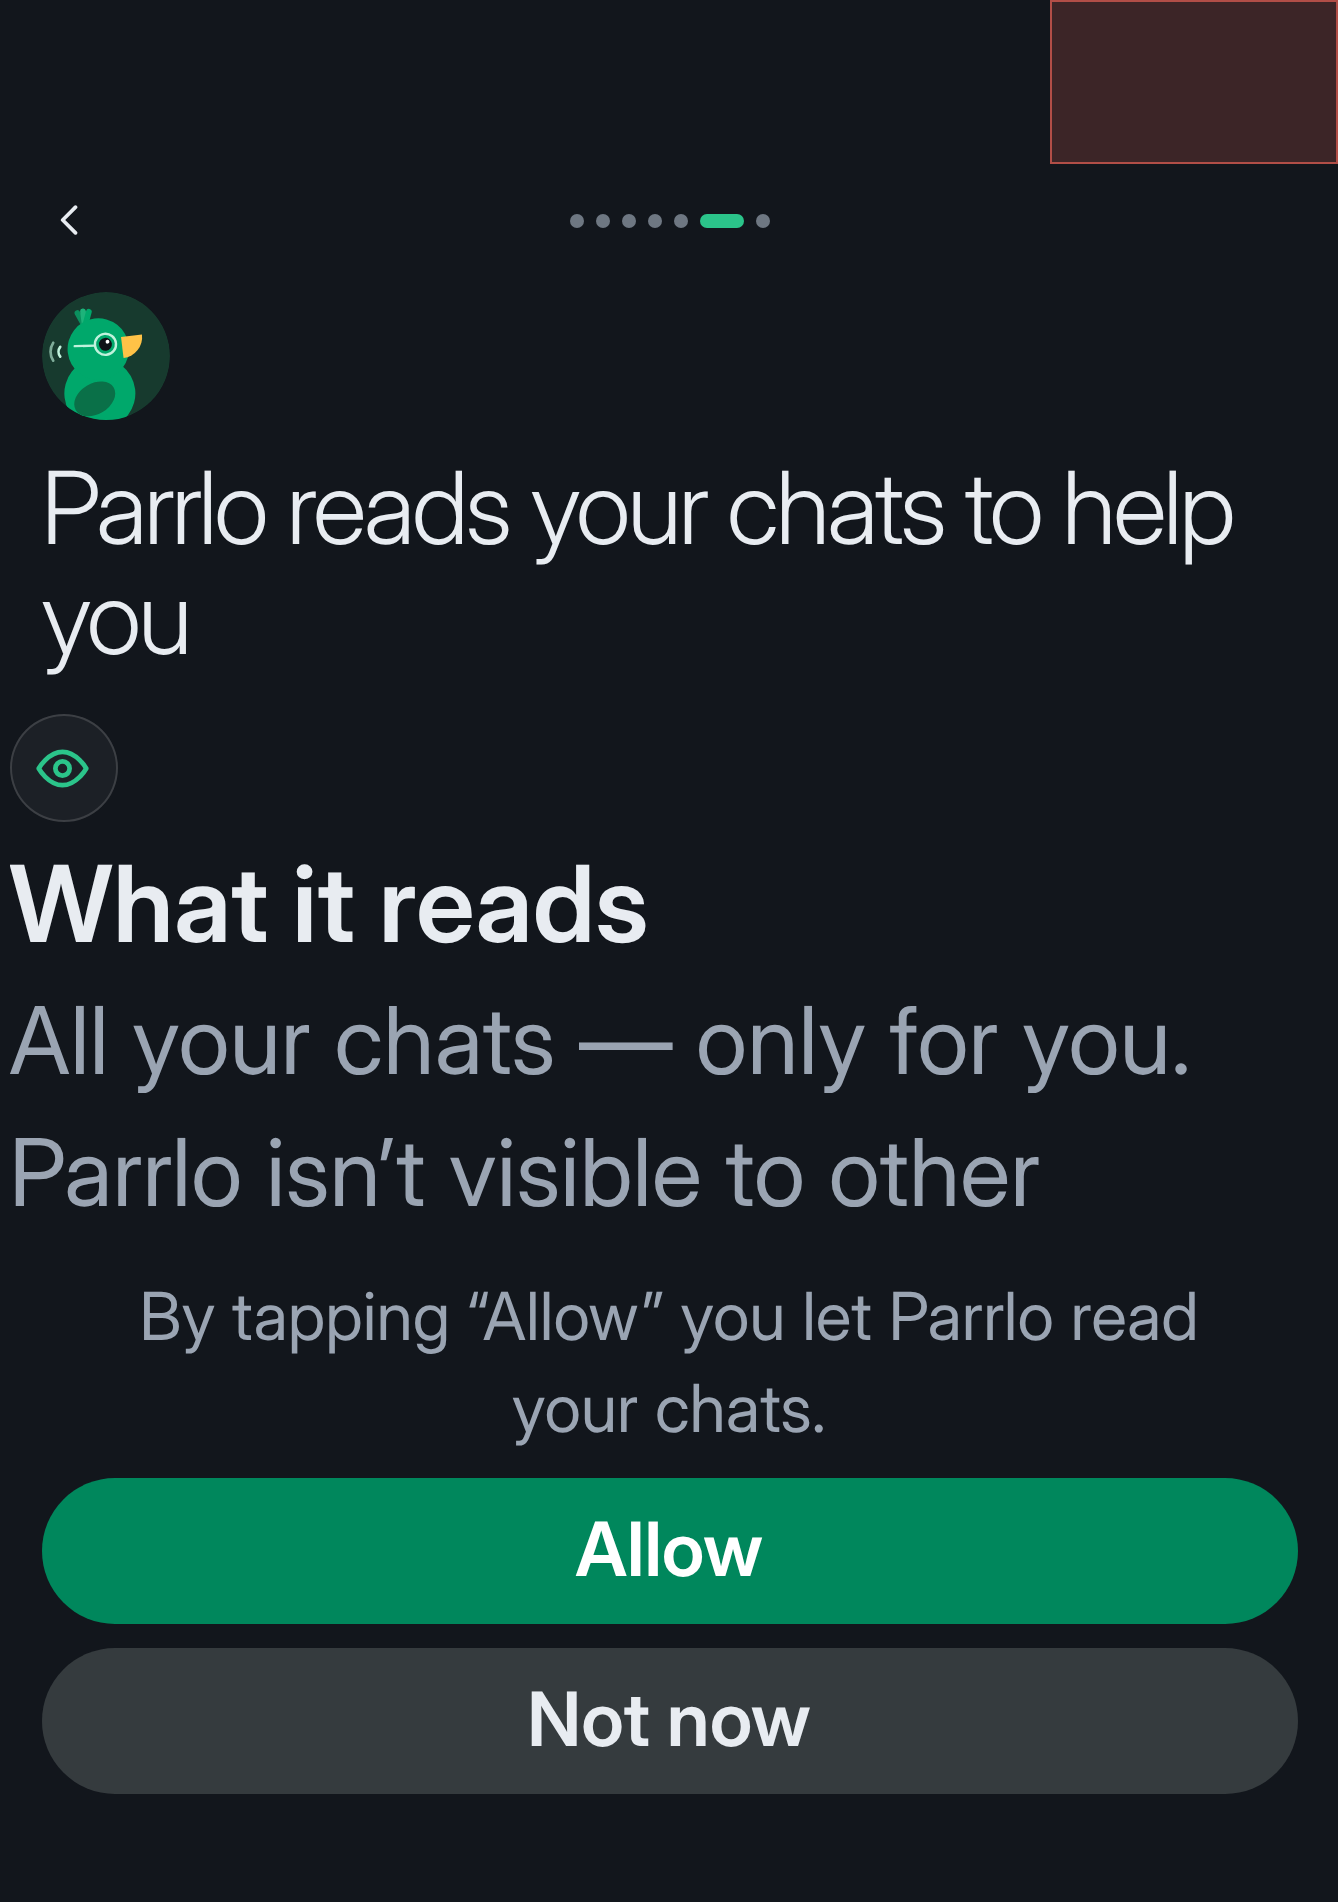 Parrlo reads your chats to help
you
What it reads
All your chats — only for you.
Parrlo isn’t visible to other
By tapping “Allow” you let Parrlo read
your chats.
Allow
Not now